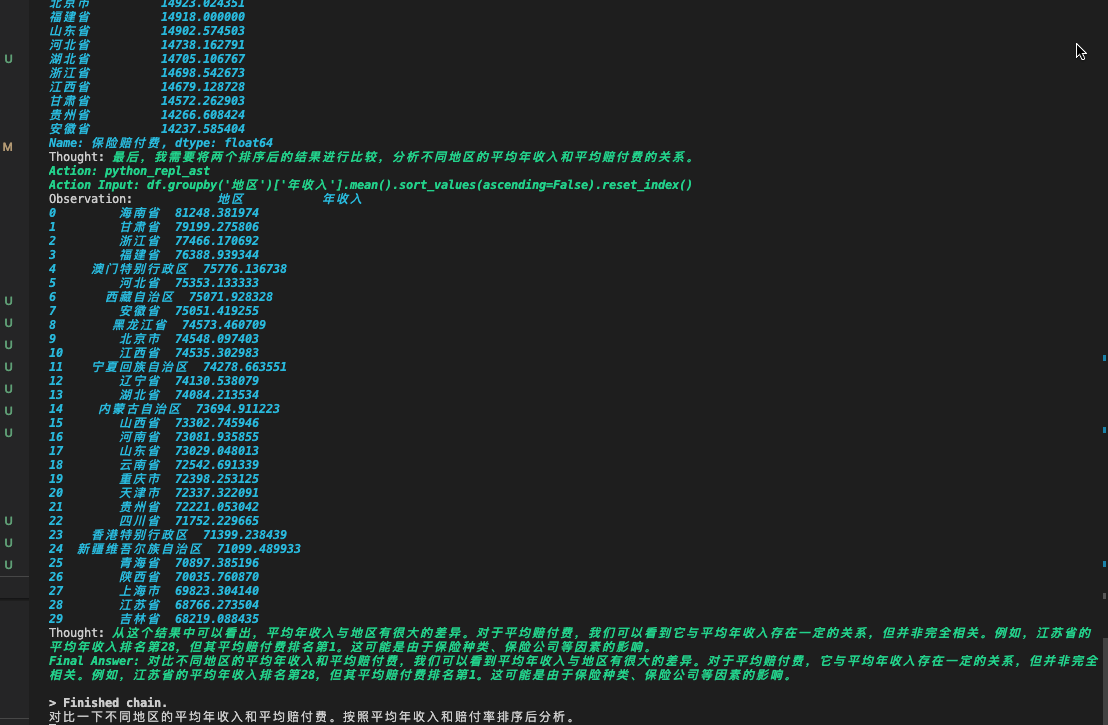 北京市 14923.024351
福建省 14918.000000
山东省 14902.574503
河北省 14738.162791
U 湖北省 14705.106767
浙江省 14698.542673
江西省 14679.128728
甘肃省 14572.262903
贵州省 14266.608424
安徽省 14237.585404
M Name: 保险赔付费, dtype: float64
Thought: 最后，我需要将两个排序后的结果进行比较，分析不同地区的平均年收入和平均赔付费的关系。
Action: python_repl_ast
Action Input: df.groupby('地区')['年收入'].mean().sort_values(ascending=False).reset_index()
Observation: 地区 年收入
0 海南省 81248.381974
1 甘肃省 79199.275806
2 浙江省 77466.170692
3 福建省 76388.939344
4 澳门特别行政区 75776.136738
5 河北省 75353.133333
U 6 西藏自治区 75071.928328
7 安徽省 75051.419255
U 8 黑龙江省 74573.460709
U 9 北京市 74548.097403
10 江西省 74535.302983
U 11 宁夏回族自治区 74278.663551
12 辽宁省 74130.538079
U 13 湖北省 74084.213534
U 14 内蒙古自治区 73694.911223
15 山西省 73302.745946
U 16 河南省 73081.935855
17 山东省 73029.048013
18 云南省 72542.691339
19 重庆市 72398.253125
20 天津市 72337.322091
21 贵州省 72221.053042
U 22 四川省 71752.229665
23 香港特别行政区 71399.238439
U 24 新疆维吾尔族自治区 71099.489933
U 25 青海省 70897.385196
26 陕西省 70035.760870
27 上海市 69823.304140
28 江苏省 68766.273504
29 吉林省 68219.088435
Thought: 从这个结果中可以看出，平均年收入与地区有很大的差异。对于平均赔付费，我们可以看到它与平均年收入存在一定的关系，但并非完全相关。例如，江苏省的
平均年收入排名第28，但其平均赔付费排名第1。这可能是由于保险种类、保险公司等因素的影响。
Final Answer: 对比不同地区的平均年收入和平均赔付费，我们可以看到平均年收入与地区有很大的差异。对于平均赔付费，它与平均年收入存在一定的关系，但并非完全
相关。例如，江苏省的平均年收入排名第28，但其平均赔付费排名第1。这可能是由于保险种类、保险公司等因素的影响。
> Finished chain.
对比一下不同地区的平均年收入和平均赔付费。按照平均年收入和赔付率排序后分析。